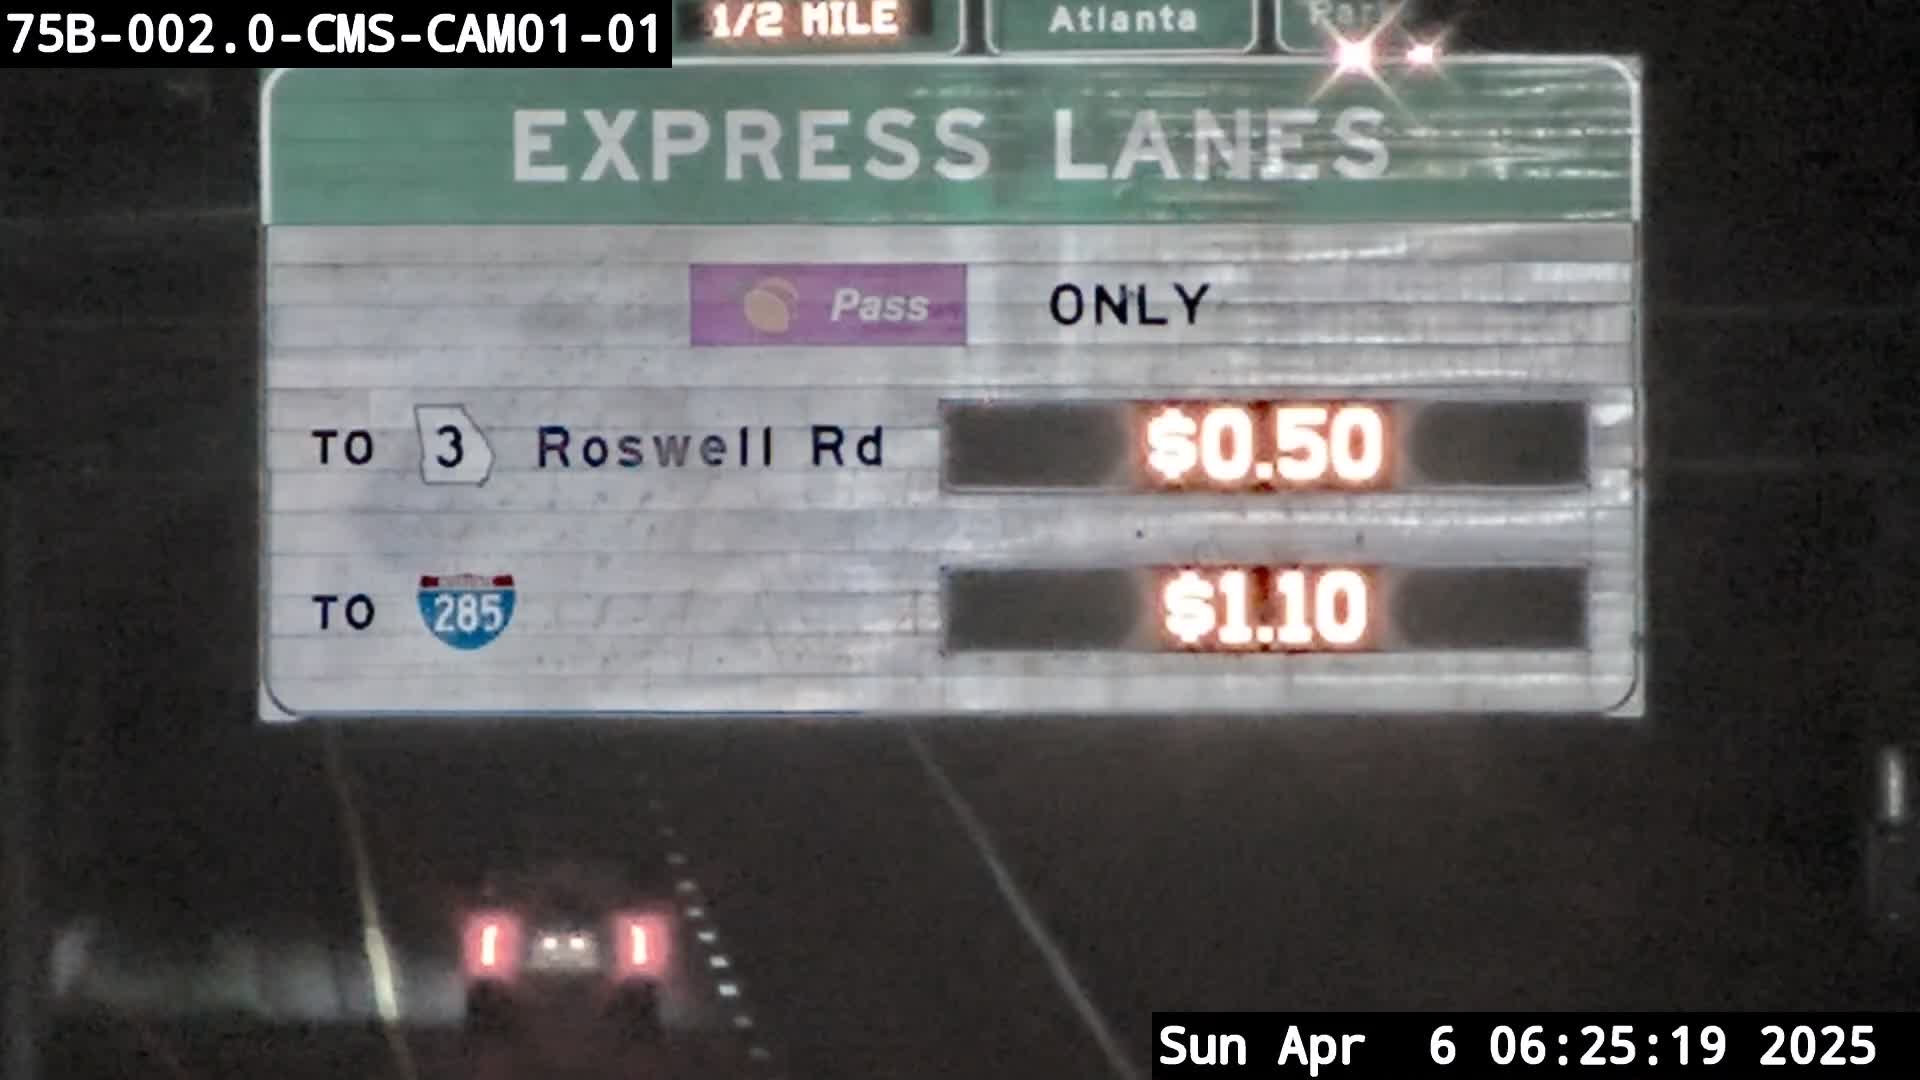 75B-002.0-CMS-CAM01-01
1/2 MILE
Atlanta
EXPRESS LANES
Pass ONLY
TO 3 Roswell Rd $0.50
TO 285 $1.10
Sun Apr 6 06:25:19 2025